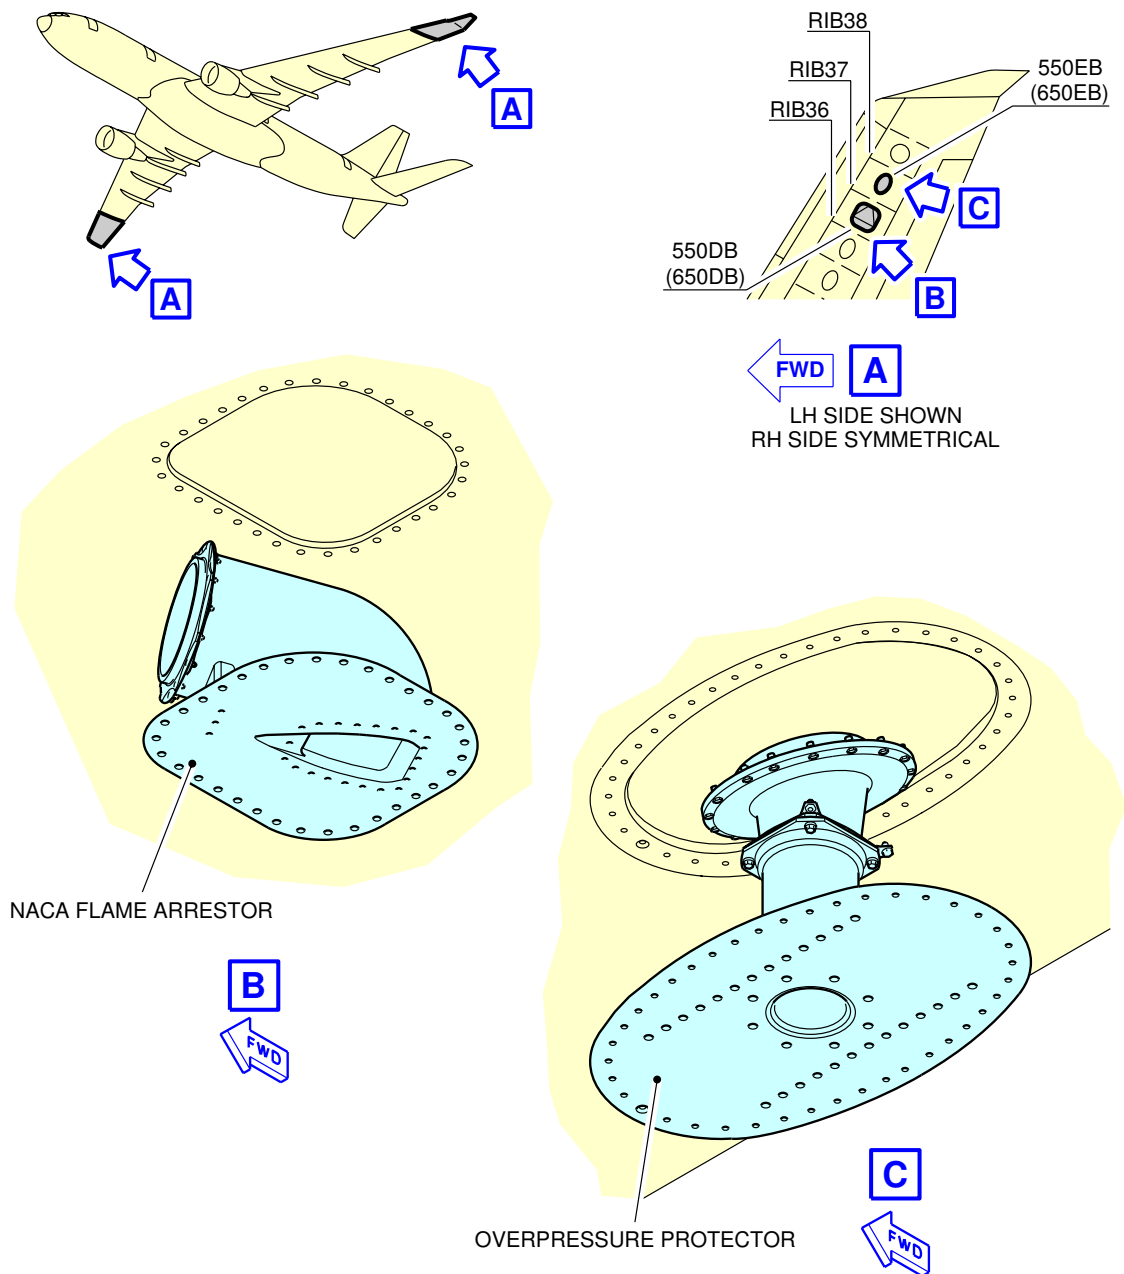 A
A
RIB38
RIB37
RIB36
550EB
(650EB)
C
550DB
(650DB)
B
FWD
A
LH SIDE SHOWN
RH SIDE SYMMETRICAL
NACA FLAME ARRESTOR
B
FWD
OVERPRESSURE PROTECTOR
C
FWD